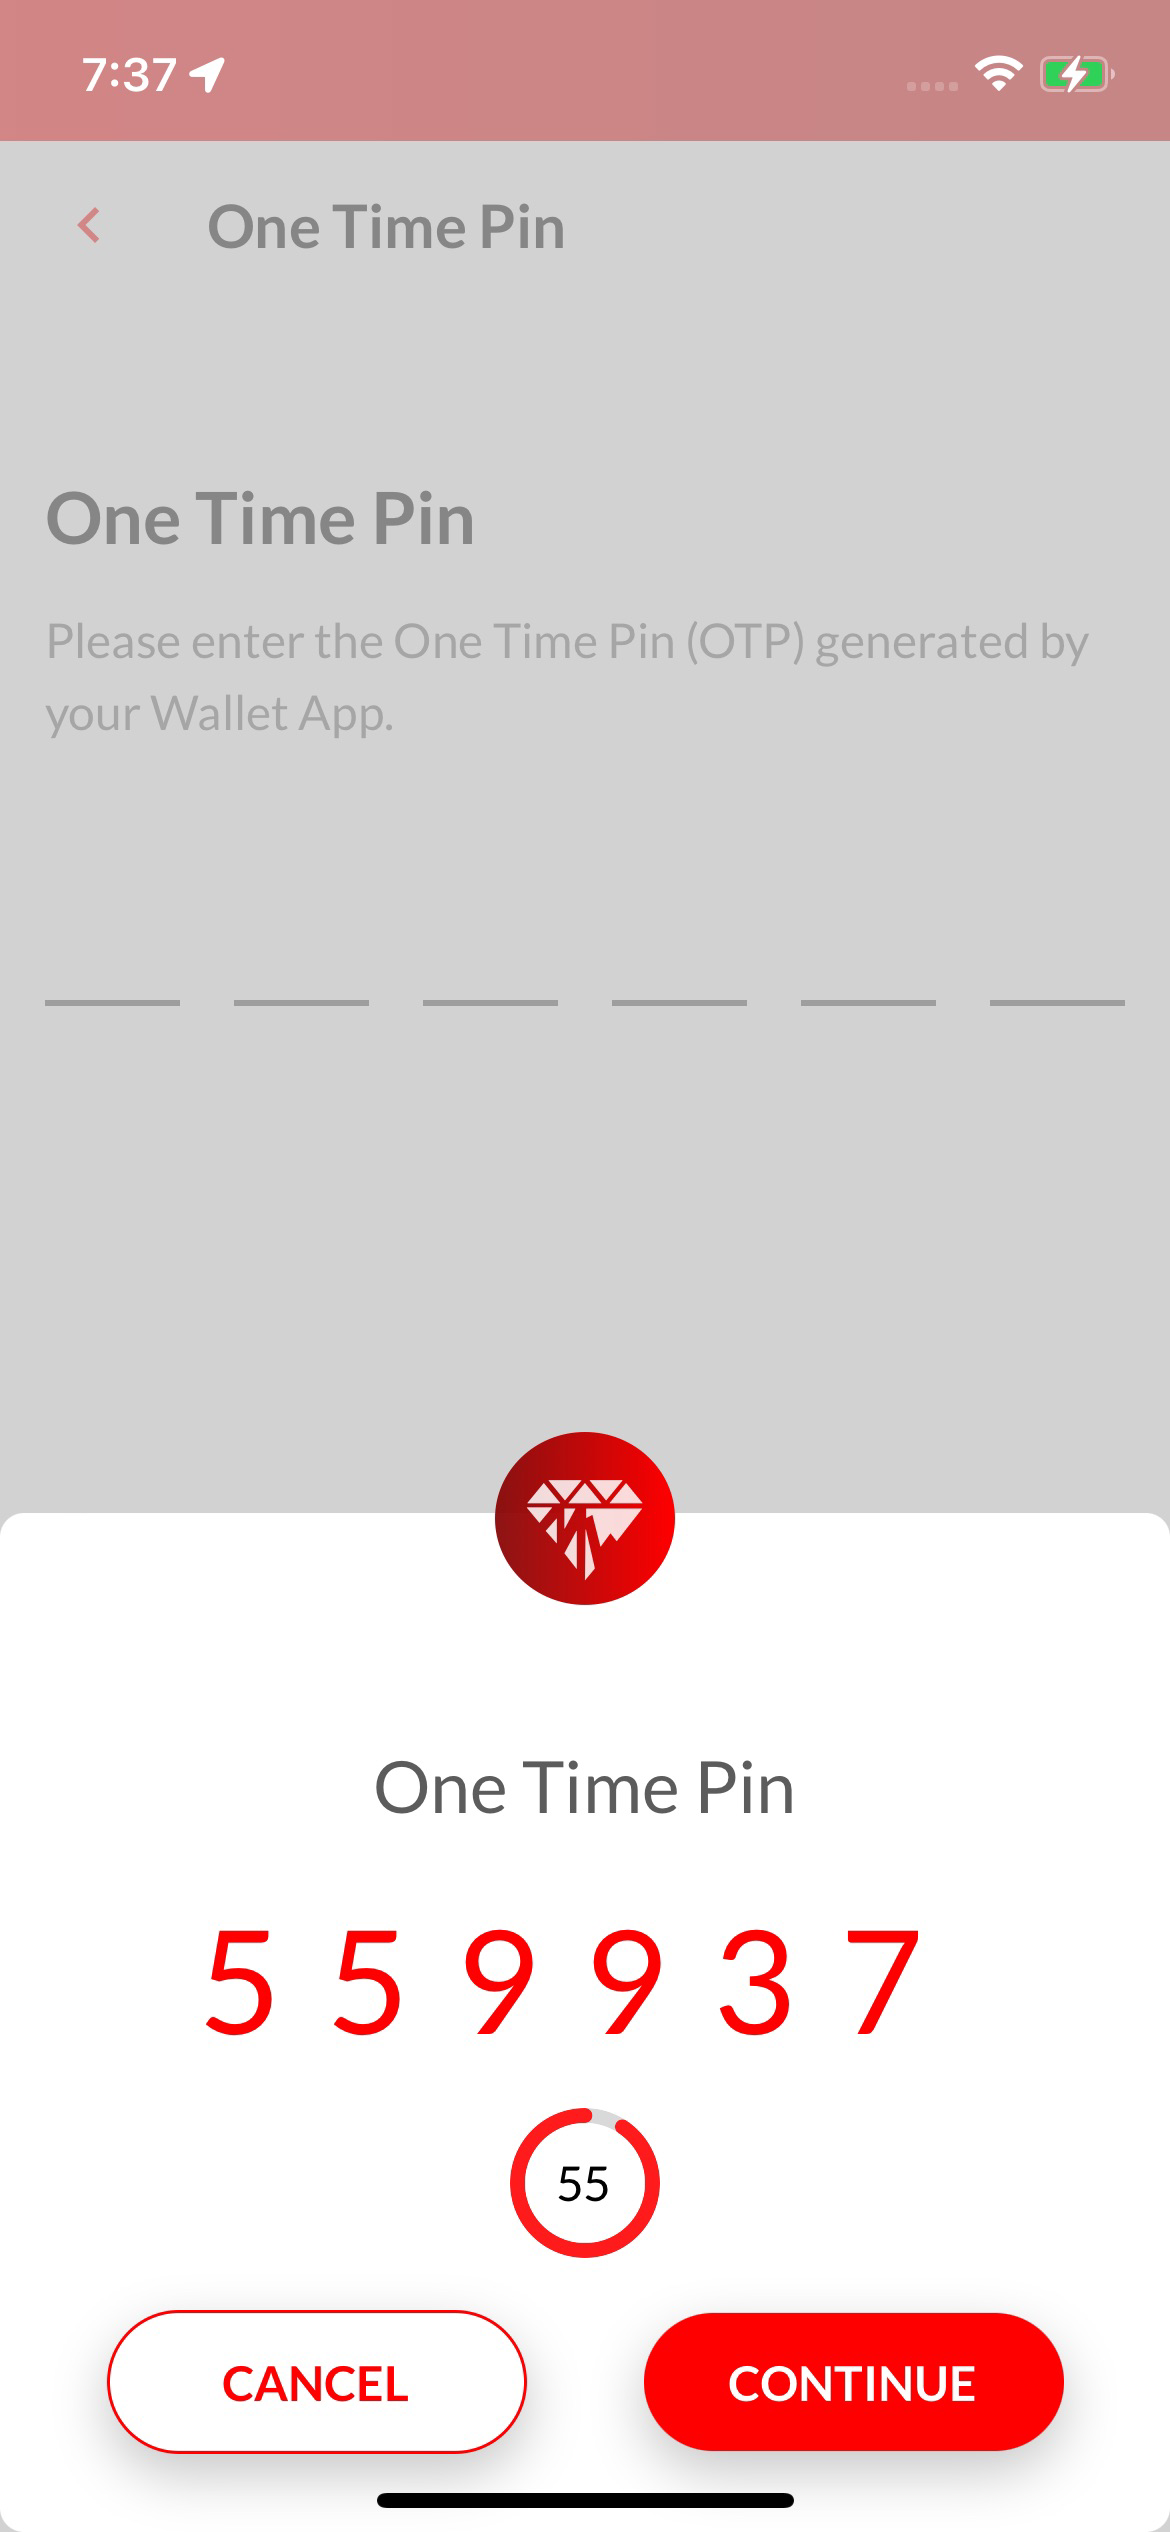 7:37
One Time Pin
One Time Pin
Please enter the One Time Pin (OTP) generated by
your Wallet App.
One Time Pin
5 5 9 9 3 7
55
CANCEL
CONTINUE